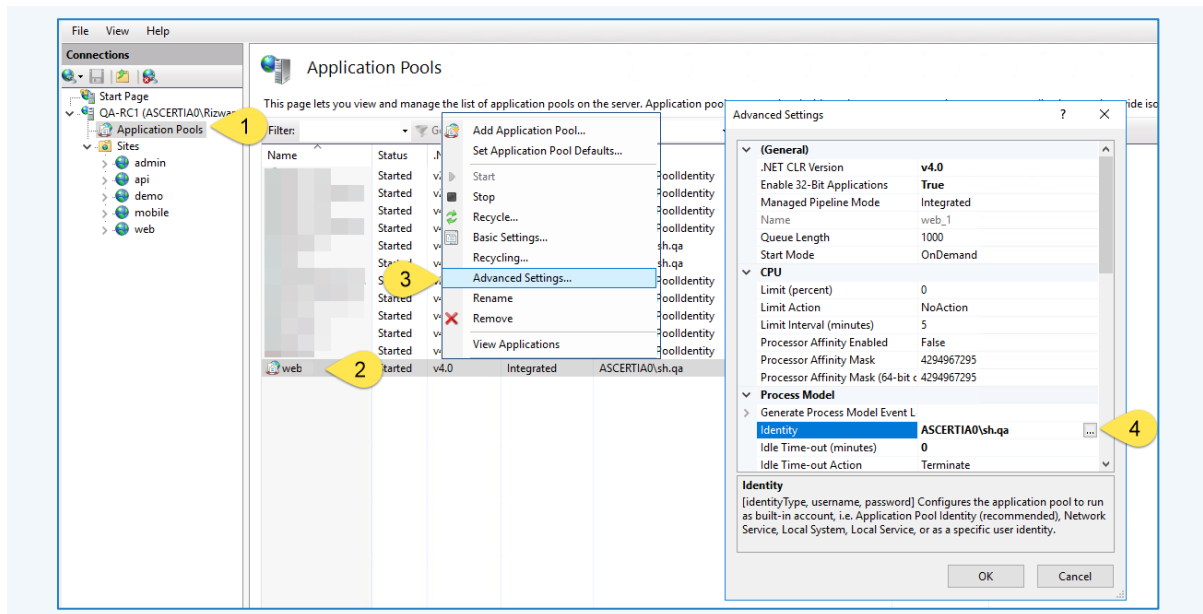 File View Help
Connections
Start Page
QA-RC1 (ASCERTIA0\Rizwan
Application Pools
1
Sites
admin
api
demo
mobile
web
Application Pools
This page lets you view and manage the list of application pools on the server. Application poo
ide iso
Filter:
Name Status
Started
Started
Started
Started
Started
Started
Started
Started
Started
Started
PoolIdentity
PoolIdentity
PoolIdentity
PoolIdentity
sh.qa
sh.qa
PoolIdentity
PoolIdentity
PoolIdentity
PoolIdentity
PoolIdentity
web 2 Started v4.0 Integrated ASCERTIA0\sh.qa
Add Application Pool...
Set Application Pool Defaults...
Start
Stop
Recycle...
Basic Settings...
Recycling...
3 Advanced Settings...
Rename
Remove
View Applications
Advanced Settings ? ×
(General)
.NET CLR Version v4.0
Enable 32-Bit Applications True
Managed Pipeline Mode Integrated
Name web_1
Queue Length 1000
Start Mode OnDemand
CPU
Limit (percent) 0
Limit Action NoAction
Limit Interval (minutes) 5
Processor Affinity Enabled False
Processor Affinity Mask 4294967295
Processor Affinity Mask (64-bit c 4294967295
Process Model
Generate Process Model Event L
Identity ASCERTIA0\sh.qa ... 4
Idle Time-out (minutes) 0
Idle Time-out Action Terminate
Identity
[identityType, username, password] Configures the application pool to run
as built-in account, i.e. Application Pool Identity (recommended), Network
Service, Local System, Local Service, or as a specific user identity.
OK Cancel